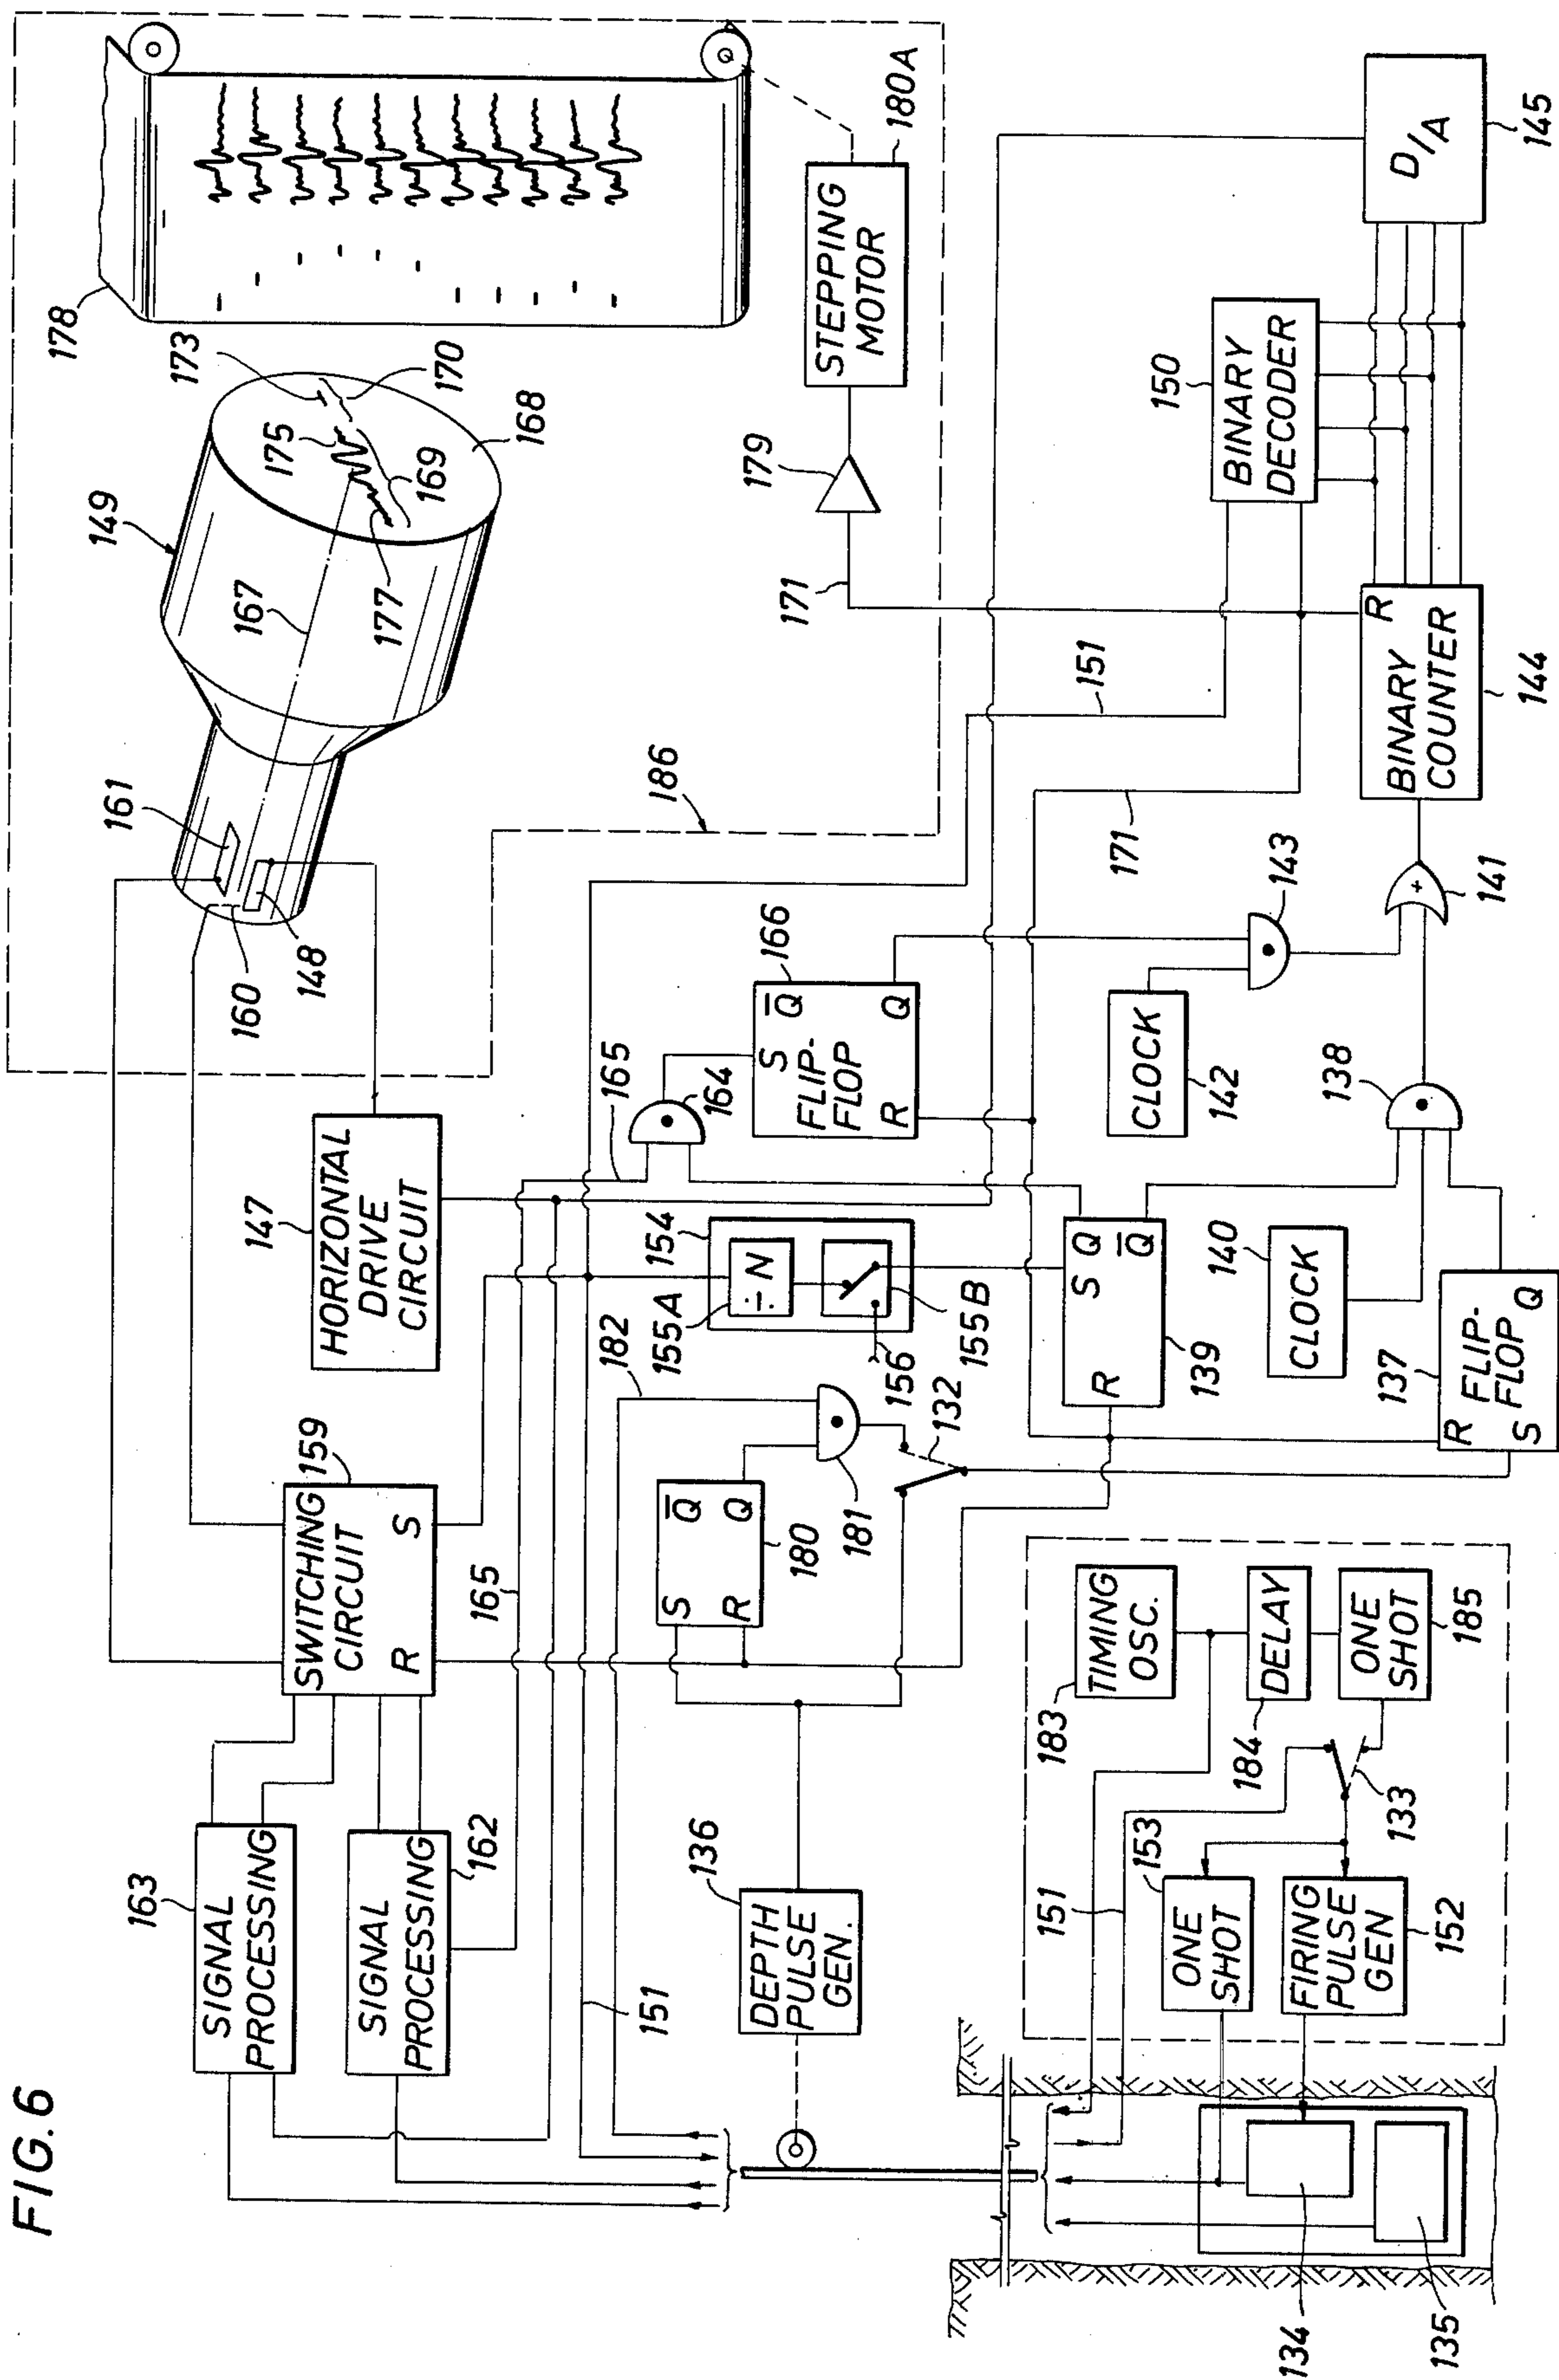 FIG. 6
163
SIGNAL
PROCESSING
SIGNAL
PROCESSING
162
159
SWITCHING
CIRCUIT
R
S
147
HORIZONTAL
DRIVE
CIRCUIT
160
161
148
149
167
177
175
169
173
170
168
178
165
165
151
182
136
DEPTH
PULSE
GEN.
S
Q̅
R
Q
180
181
132
154
155A
÷ N
155B
156
164
S
Q̅
166
FLIP-
FLOP
R
Q
186
151
171
171
179
STEPPING
MOTOR
180A
S
Q
Q̅
R
139
140
CLOCK
CLOCK
142
143
138
141
137
R
FLIP-
FLOP
S
Q
BINARY
COUNTER
R
144
150
BINARY
DECODER
D/A
145
183
TIMING
OSC.
184
DELAY
ONE
SHOT
185
133
151
153
ONE
SHOT
FIRING
PULSE
GEN
152
134
135